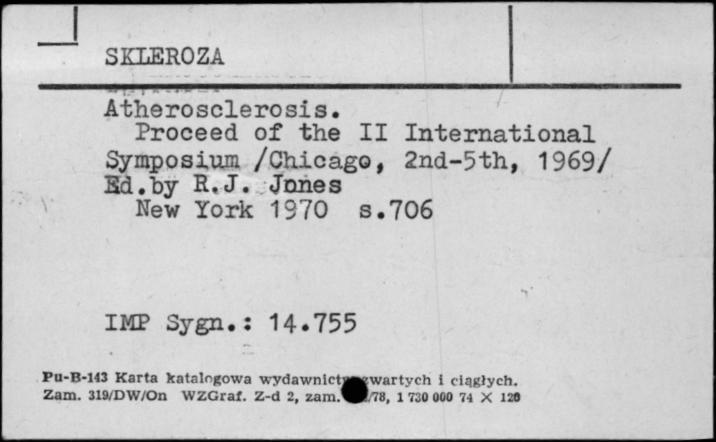 SKLEROZA
Atherosclerosis.
Proceed of the II International
Symposium /Chicago, 2nd-5th, 1969/
Ed.by R.J. Jones
New York 1970 s.706
IMP Sygn.: 14.755
Pu-B-143 Karta katalogowa wydawnictw zwartych i ciągłych.
Zam. 319/DW/On WZGraf. Z-d 2, zam. /78, 1 730 000 74 X 120